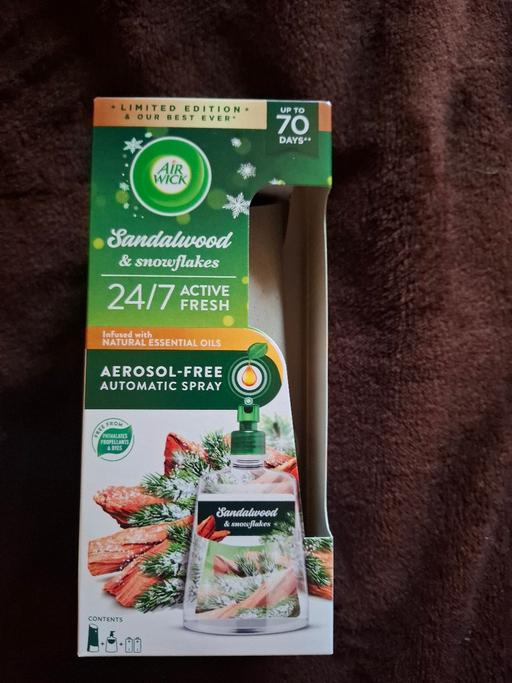 • LIMITED EDITION •
& OUR BEST EVER*
UP TO
70
DAYS**
AIR
WICK
Sandalwood
& snowflakes
24/7 ACTIVE
FRESH
Infused with
NATURAL ESSENTIAL OILS
AEROSOL-FREE
AUTOMATIC SPRAY
FREE FROM
PHTHALATES
PROPELLANTS
& DYES
Sandalwood
& snowflakes
CONTENTS
+ +